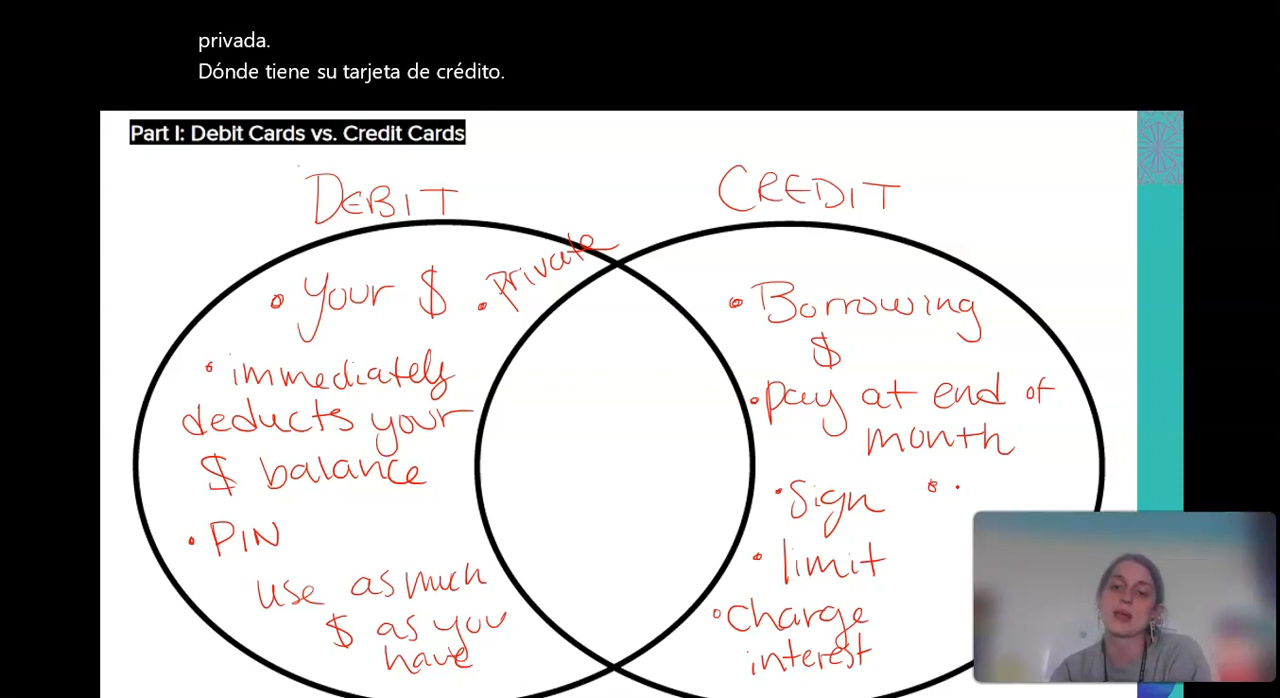 privada.
Dónde tiene su tarjeta de crédito.
Part I: Debit Cards vs. Credit Cards
DEBIT
CREDIT
• Your $
• private
• immediately
deducts your
$ balance
• PIN
use as much
$ as you
have
• Borrowing
$
• pay at end of
month
• Sign
• limit
• charge
interest